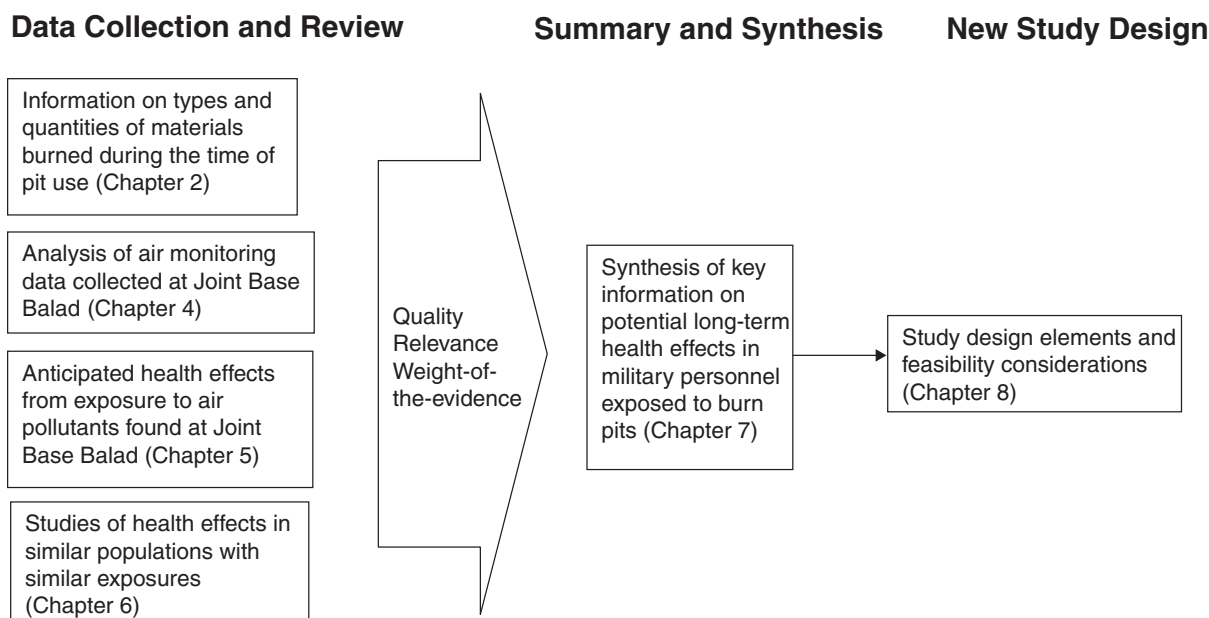 Data Collection and Review
Summary and Synthesis
New Study Design
Information on types and
quantities of materials
burned during the time of
pit use (Chapter 2)
Analysis of air monitoring
data collected at Joint Base
Balad (Chapter 4)
Anticipated health effects
from exposure to air
pollutants found at Joint
Base Balad (Chapter 5)
Studies of health effects in
similar populations with
similar exposures
(Chapter 6)
Quality
Relevance
Weight-of-
the-evidence
Synthesis of key
information on
potential long-term
health effects in
military personnel
exposed to burn
pits (Chapter 7)
Study design elements and
feasibility considerations
(Chapter 8)